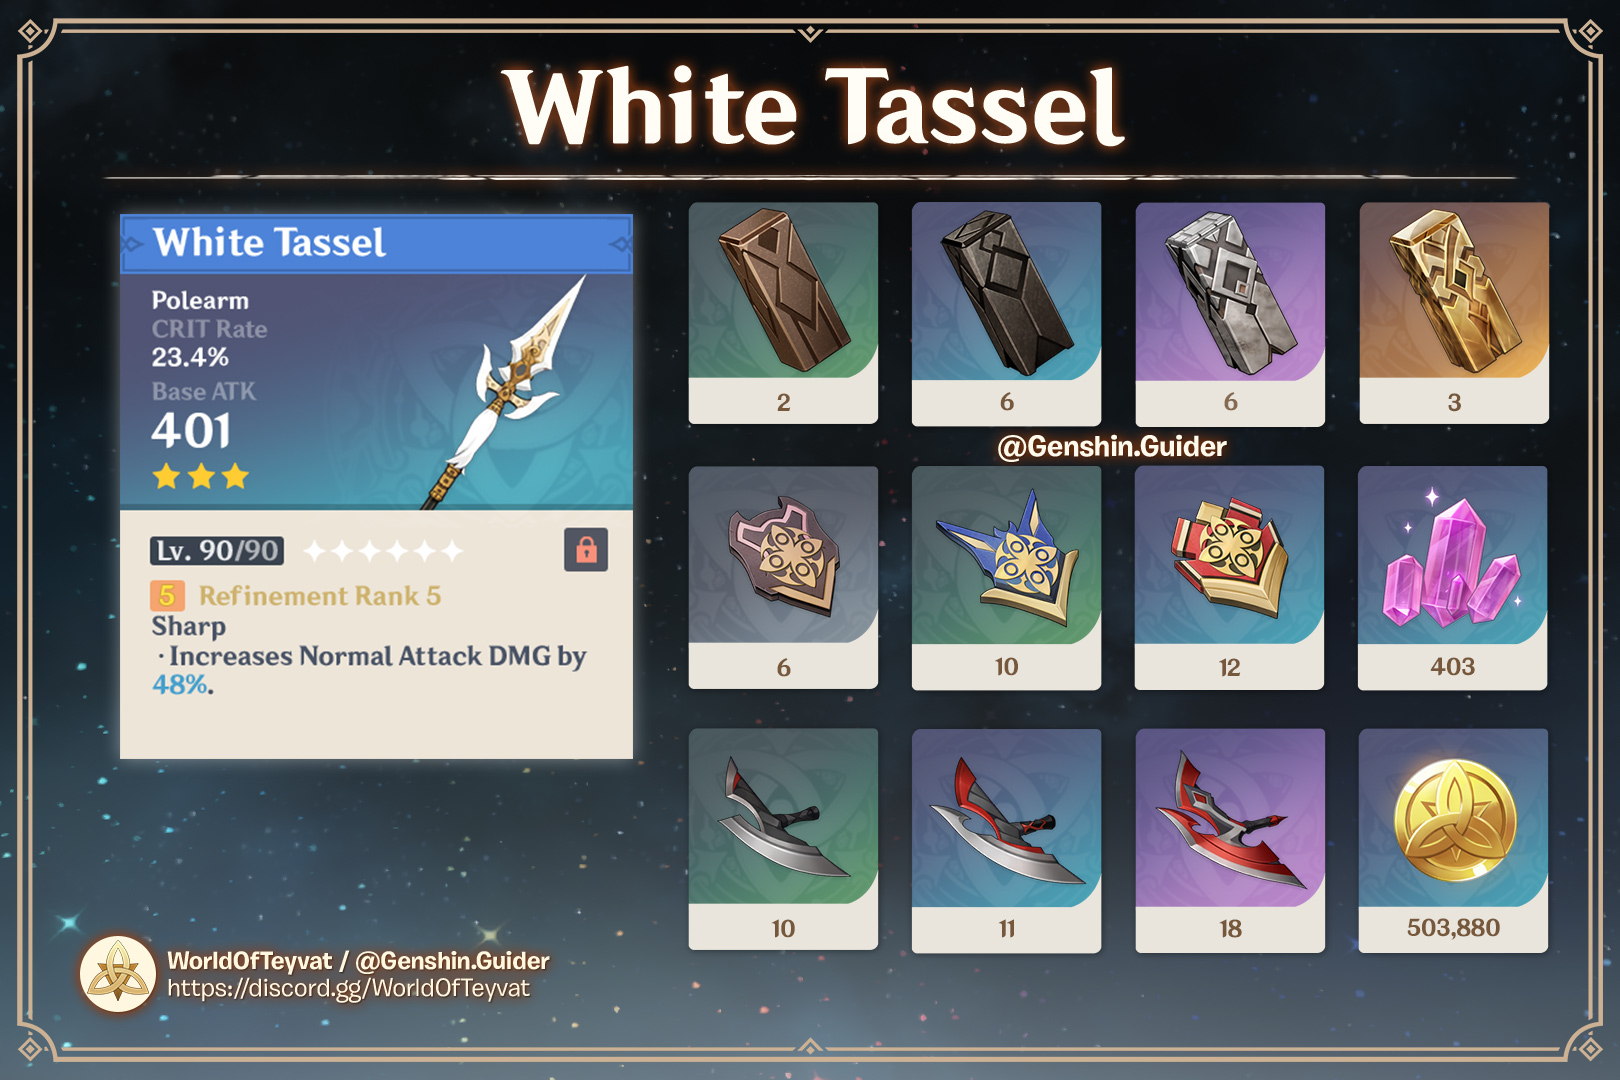 White Tassel
White Tassel
Polearm
CRIT Rate
23.4%
Base ATK
401
Lv. 90/90
5 Refinement Rank 5
Sharp
· Increases Normal Attack DMG by
48%.
2
6
6
3
@Genshin.Guider
6
10
12
403
10
11
18
503,880
WorldOfTeyvat / @Genshin.Guider
https://discord.gg/WorldOfTeyvat